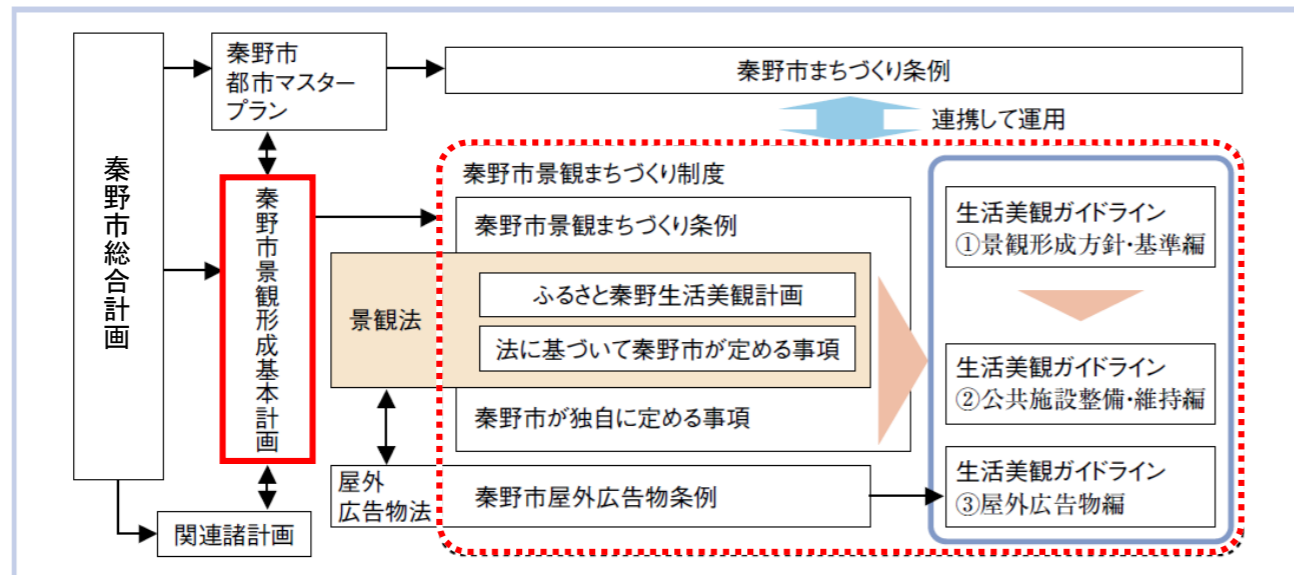 秦野市総合計画
秦野市
都市マスター
プラン
秦野市まちづくり条例
連携して運用
秦野市景観形成基本計画
関連諸計画
秦野市景観まちづくり制度
秦野市景観まちづくり条例
景観法
ふるさと秦野生活美観計画
法に基づいて秦野市が定める事項
秦野市が独自に定める事項
屋外
広告物法
秦野市屋外広告物条例
生活美観ガイドライン
①景観形成方針・基準編
生活美観ガイドライン
②公共施設整備・維持編
生活美観ガイドライン
③屋外広告物編